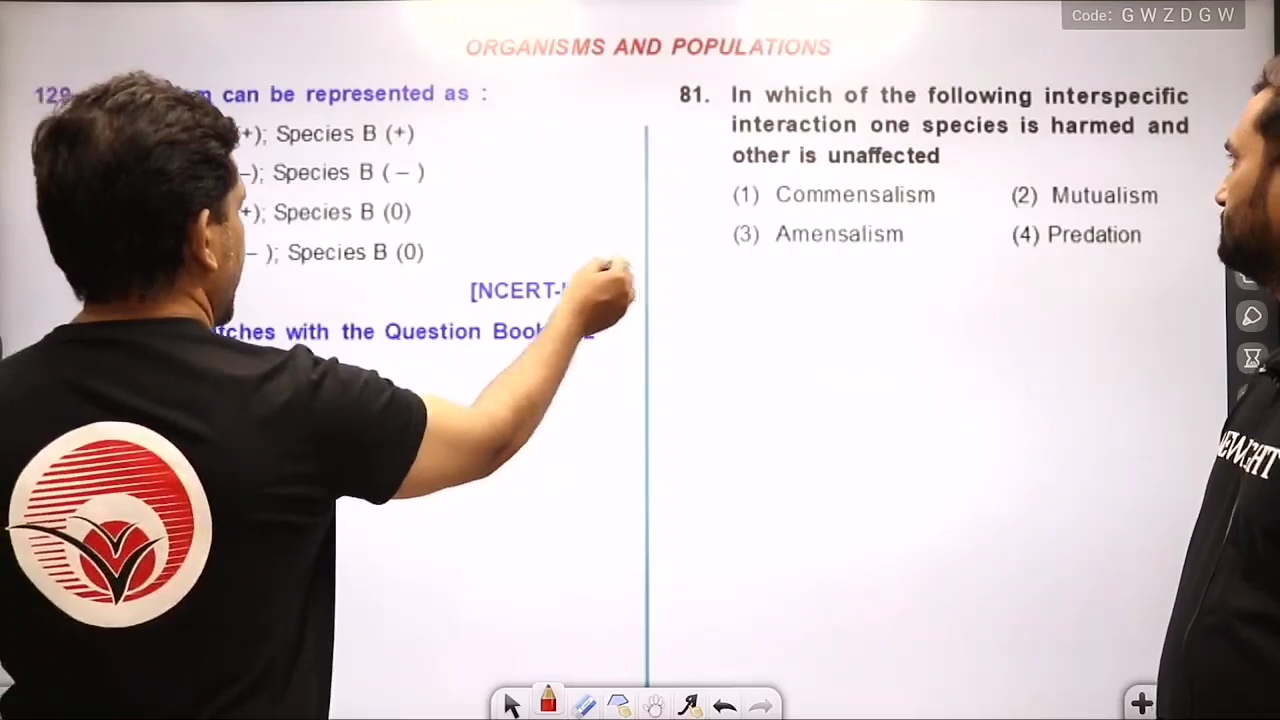 Code: G W Z D G W
ORGANISMS AND POPULATIONS
129 can be represented as :
(+); Species B (+)
–); Species B ( – )
+); Species B (0)
– ); Species B (0)
[NCERT-
with the Question
81. In which of the following interspecific
interaction one species is harmed and
other is unaffected
(1) Commensalism
(2) Mutualism
(3) Amensalism
(4) Predation